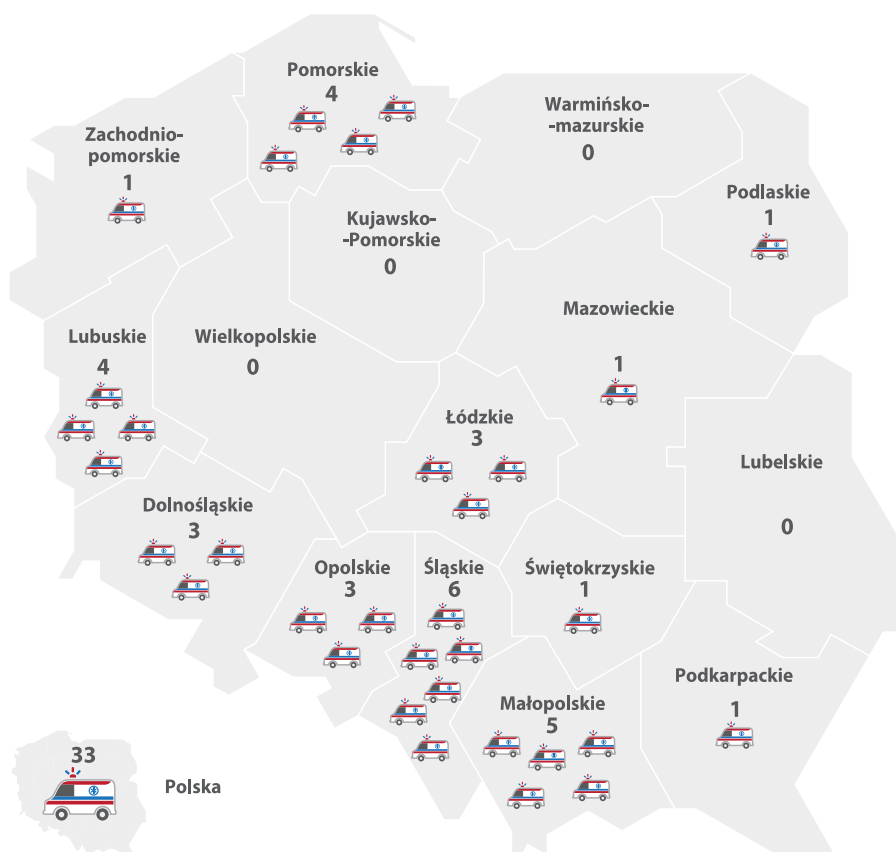 Pomorskie
4
Warmińsko-
-mazurskie
0
Zachodnio-
pomorskie
1
Podlaskie
1
Kujawsko-
-Pomorskie
0
Mazowieckie
1
Lubuskie
4
Wielkopolskie
0
Łódzkie
3
Lubelskie
0
Dolnośląskie
3
Opolskie
3
Śląskie
6
Świętokrzyskie
1
Małopolskie
5
Podkarpackie
1
33
Polska